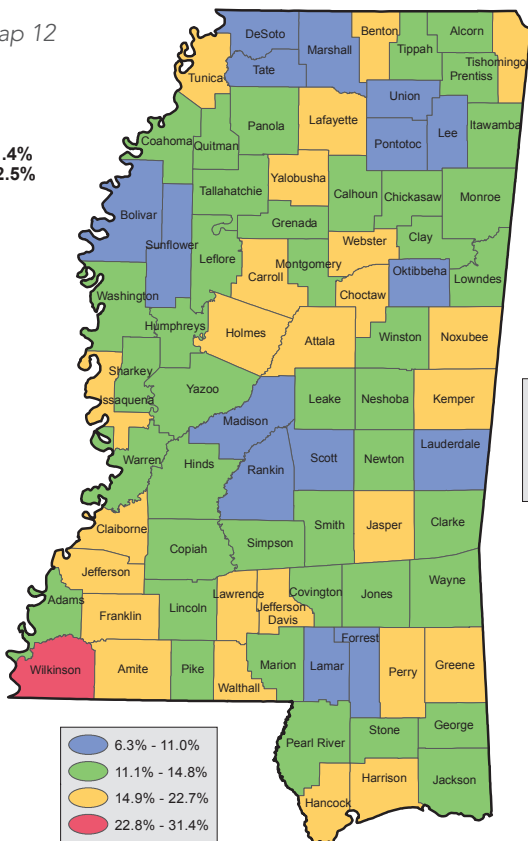 ap 12
.4%
2.5%
DeSoto
Marshall
Benton
Tippah
Alcorn
Tishomingo
Tunica
Tate
Prentiss
Union
Lafayette
Panola
Lee
Itawamba
Pontotoc
Coahoma
Quitman
Yalobusha
Tallahatchie
Calhoun
Chickasaw
Monroe
Bolivar
Grenada
Sunflower
Webster
Clay
Leflore
Montgomery
Carroll
Oktibbeha
Lowndes
Choctaw
Washington
Humphreys
Holmes
Attala
Winston
Noxubee
Sharkey
Issaquena
Yazoo
Leake
Neshoba
Kemper
Madison
Lauderdale
Warren
Hinds
Rankin
Scott
Newton
Claiborne
Copiah
Simpson
Smith
Jasper
Clarke
Jefferson
Adams
Franklin
Lincoln
Lawrence
Jefferson
Davis
Covington
Jones
Wayne
Wilkinson
Amite
Pike
Walthall
Marion
Lamar
Forrest
Perry
Greene
Pearl River
Stone
George
Hancock
Harrison
Jackson
6.3% - 11.0%
11.1% - 14.8%
14.9% - 22.7%
22.8% - 31.4%